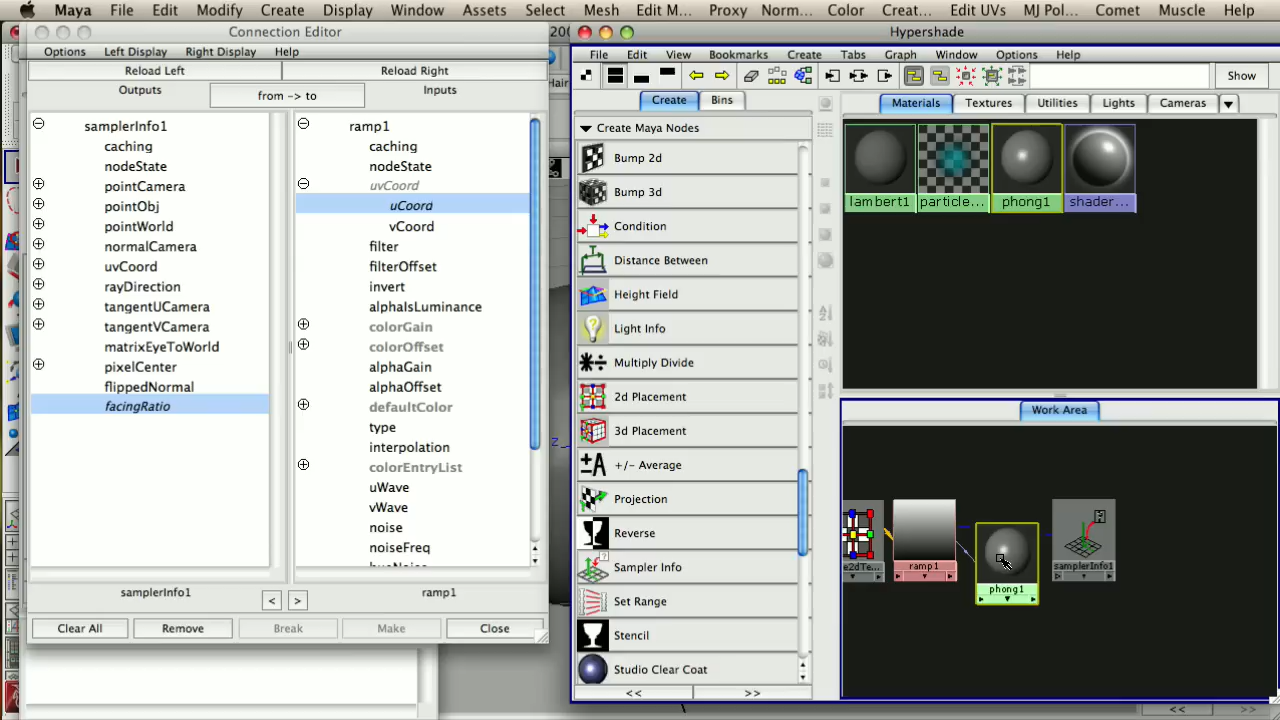 Maya File Edit Modify Create Display Window Assets Select Mesh Edit M... Proxy Norm... Color Creat... Edit UVs MJ Pol... Comet Muscle Help
Connection Editor
Options Left Display Right Display Help
Reload Left Reload Right
Outputs from -> to Inputs
samplerInfo1
caching
nodeState
pointCamera
pointObj
pointWorld
normalCamera
uvCoord
rayDirection
tangentUCamera
tangentVCamera
matrixEyeToWorld
pixelCenter
flippedNormal
facingRatio
ramp1
caching
nodeState
uvCoord
uCoord
vCoord
filter
filterOffset
invert
alphaIsLuminance
colorGain
colorOffset
alphaGain
alphaOffset
defaultColor
type
interpolation
colorEntryList
uWave
vWave
noise
noiseFreq
samplerInfo1 < > ramp1
Clear All Remove Break Make Close
Hair
z
Hypershade
File Edit View Bookmarks Create Tabs Graph Window Options Help
Show
Create Bins
Create Maya Nodes
Bump 2d
Bump 3d
Condition
Distance Between
Height Field
Light Info
Multiply Divide
2d Placement
3d Placement
+/- Average
Projection
Reverse
Sampler Info
Set Range
Stencil
Studio Clear Coat
<< >>
Materials Textures Utilities Lights Cameras
lambert1 particle... phong1 shader...
Work Area
e2dTe... ramp1 phong1 samplerInfo1
<< >>